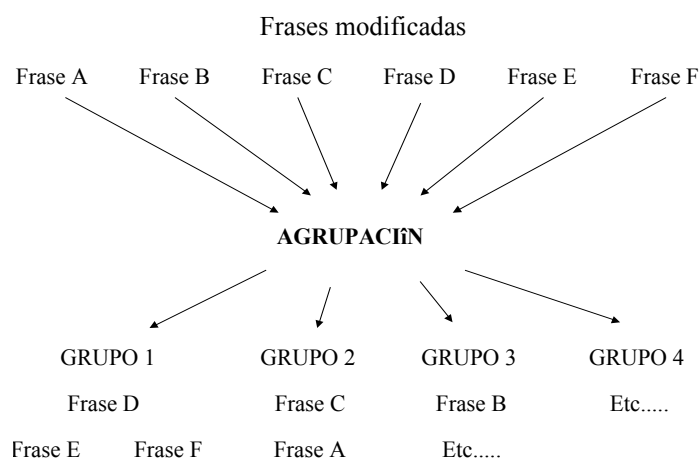 Frases modificadas
Frase A Frase B Frase C Frase D Frase E Frase F
AGRUPACIîN
GRUPO 1 GRUPO 2 GRUPO 3 GRUPO 4
Frase D Frase C Frase B Etc.....
Frase E Frase F Frase A Etc.....